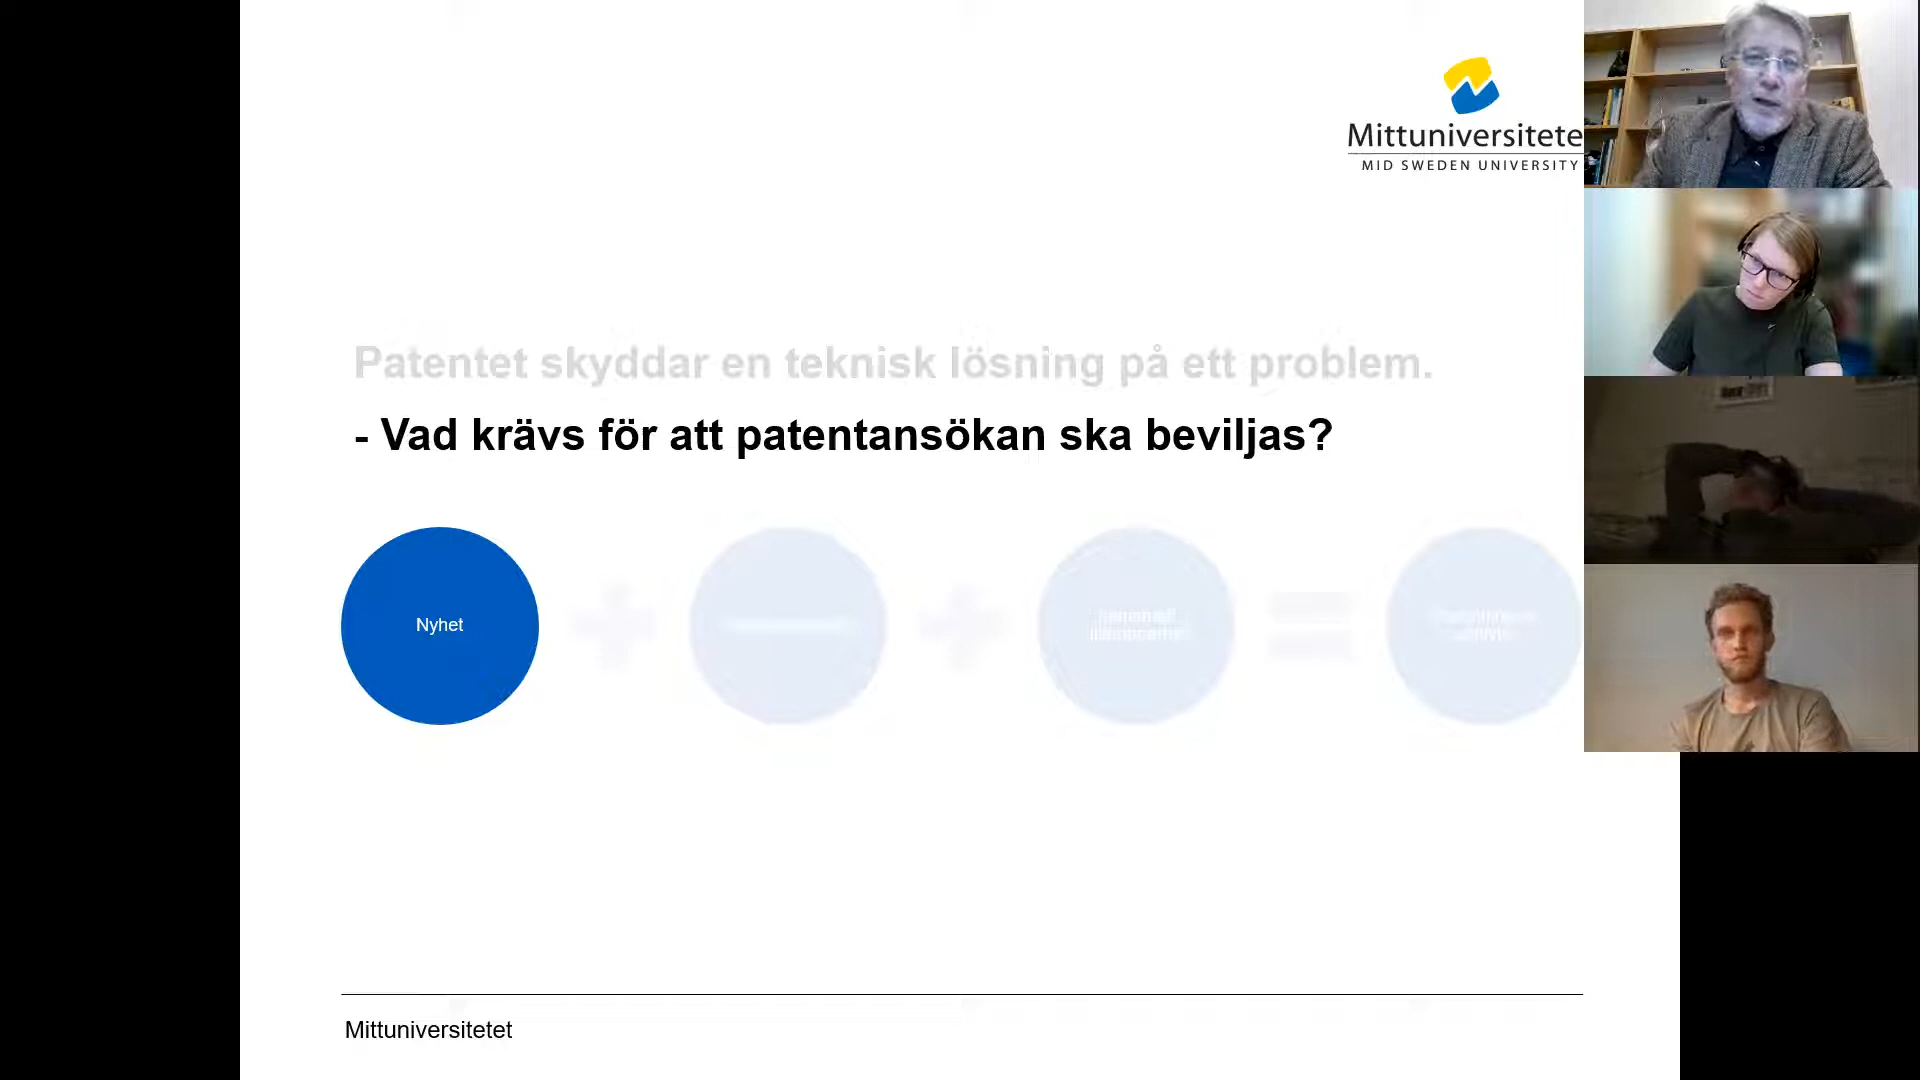 Mittuniversitete
MID SWEDEN UNIVERSITY
Patentet skyddar en teknisk lösning på ett problem.
- Vad krävs för att patentansökan ska beviljas?
Nyhet
Mittuniversitetet